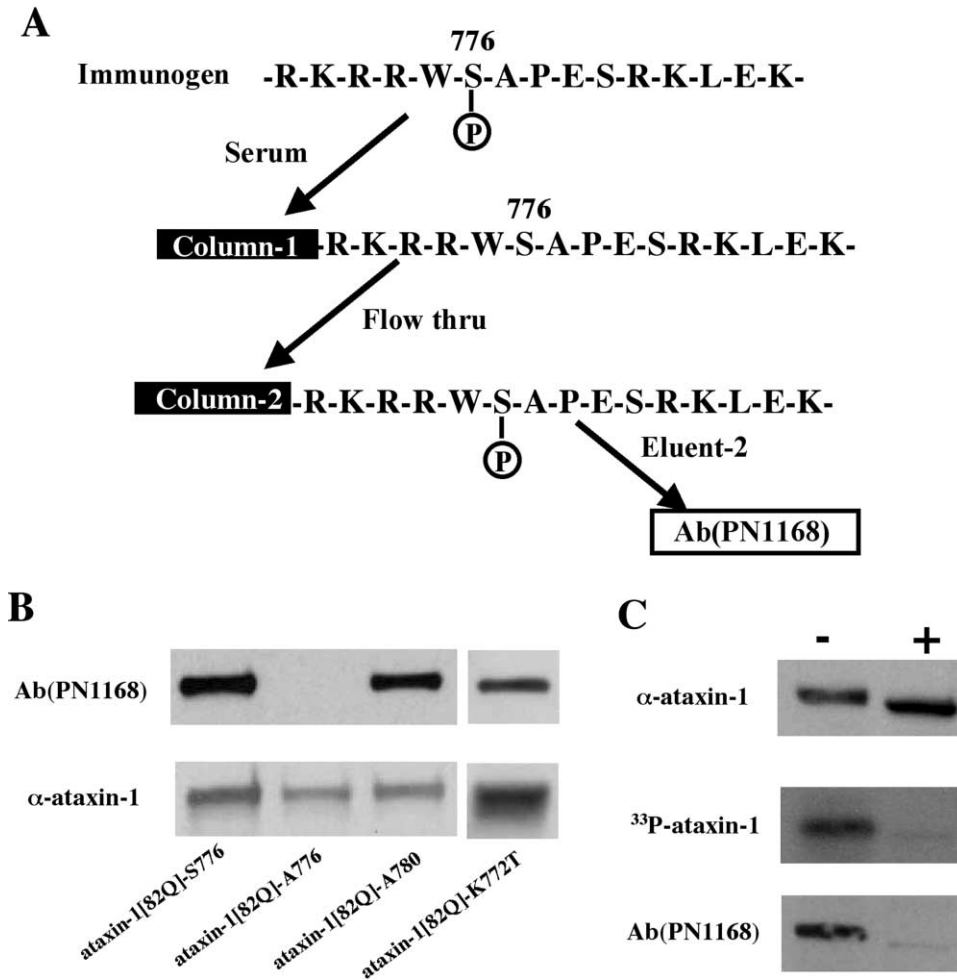 A
776
Immunogen -R-K-R-R-W-S-A-P-E-S-R-K-L-E-K-
P
Serum
776
Column-1 -R-K-R-R-W-S-A-P-E-S-R-K-L-E-K-
Flow thru
Column-2 -R-K-R-R-W-S-A-P-E-S-R-K-L-E-K-
P
Eluent-2
Ab(PN1168)
B
Ab(PN1168)
α-ataxin-1
ataxin-1[82Q]-S776
ataxin-1[82Q]-A776
ataxin-1[82Q]-A780
ataxin-1[82Q]-K772T
C
- +
α-ataxin-1
³³P-ataxin-1
Ab(PN1168)